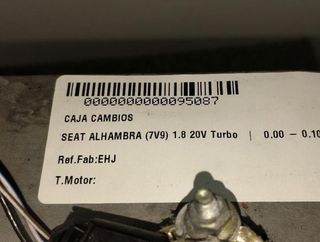 0000000000095087
CAJA CAMBIOS
SEAT ALHAMBRA (7V9) 1.8 20V Turbo | 0.00 - 0.10
Ref.Fab:EHJ
T.Motor: